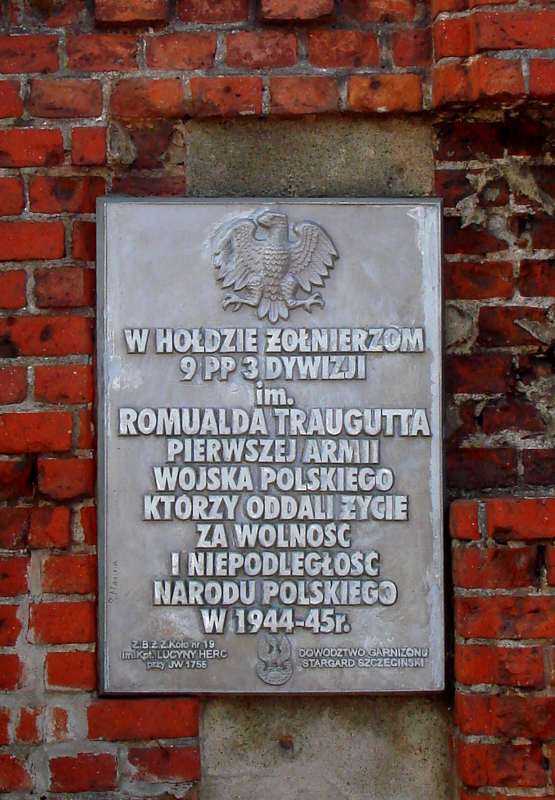 W HOŁDZIE ŻOŁNIERZOM
9 PP 3 DYWIZJI
im.
ROMUALDA TRAUGUTTA
PIERWSZEJ ARMII
WOJSKA POLSKIEGO
KTÓRZY ODDALI ŻYCIE
ZA WOLNOŚĆ
I NIEPODLEGŁOŚĆ
NARODU POLSKIEGO
W 1944-45r.
Z.B.Ż.Z. Koło nr 19
im. Kpt. LUCYNY HERC
przy JW 1756
DOWÓDZTWO GARNIZONU
STARGARD SZCZECIŃSKI